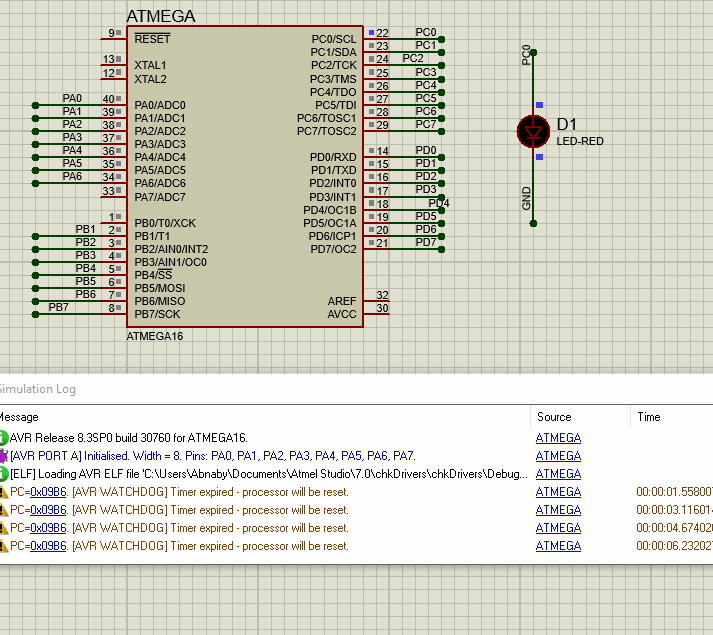 ATMEGA
9 RESET PC0/SCL 22 PC0
PC1/SDA 23 PC1
13 XTAL1 PC2/TCK 24 PC2
12 XTAL2 PC3/TMS 25 PC3
PC4/TDO 26 PC4
PA0 40 PA0/ADC0 PC5/TDI 27 PC5
PA1 39 PA1/ADC1 PC6/TOSC1 28 PC6
PA2 38 PA2/ADC2 PC7/TOSC2 29 PC7
PA3 37 PA3/ADC3
PA4 36 PA4/ADC4 PD0/RXD 14 PD0
PA5 35 PA5/ADC5 PD1/TXD 15 PD1
PA6 34 PA6/ADC6 PD2/INT0 16 PD2
33 PA7/ADC7 PD3/INT1 17 PD3
PD4/OC1B 18 PD4
1 PB0/T0/XCK PD5/OC1A 19 PD5
PB1 2 PB1/T1 PD6/ICP1 20 PD6
PB2 3 PB2/AIN0/INT2 PD7/OC2 21 PD7
PB3 4 PB3/AIN1/OC0
PB4 5 PB4/SS
PB5 6 PB5/MOSI
PB6 7 PB6/MISO AREF 32
PB7 8 PB7/SCK AVCC 30
ATMEGA16
PC0
D1
LED-RED
GND
Simulation Log
Message Source Time
AVR Release 8.3SP0 build 30760 for ATMEGA16. ATMEGA
[AVR PORT A] Initialised. Width = 8. Pins: PA0, PA1, PA2, PA3, PA4, PA5, PA6, PA7. ATMEGA
[ELF] Loading AVR ELF file 'C:\Users\Abnaby\Documents\Atmel Studio\7.0\chkDrivers\chkDrivers\Debug... ATMEGA
PC=0x09B6. [AVR WATCHDOG] Timer expired - processor will be reset. ATMEGA 00:00:01.558007
PC=0x09B6. [AVR WATCHDOG] Timer expired - processor will be reset. ATMEGA 00:00:03.116014
PC=0x09B6. [AVR WATCHDOG] Timer expired - processor will be reset. ATMEGA 00:00:04.674020
PC=0x09B6. [AVR WATCHDOG] Timer expired - processor will be reset. ATMEGA 00:00:06.232027